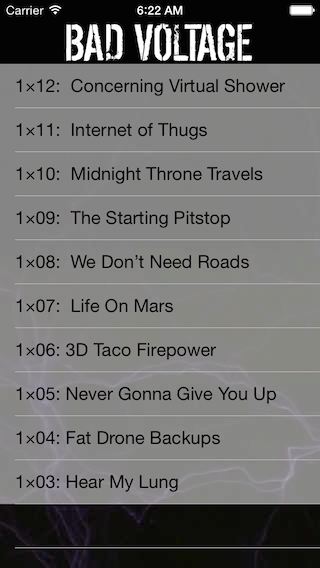 Carrier 6:22 AM
BAD VOLTAGE
1×12: Concerning Virtual Shower
1×11: Internet of Thugs
1×10: Midnight Throne Travels
1×09: The Starting Pitstop
1×08: We Don’t Need Roads
1×07: Life On Mars
1×06: 3D Taco Firepower
1×05: Never Gonna Give You Up
1×04: Fat Drone Backups
1×03: Hear My Lung